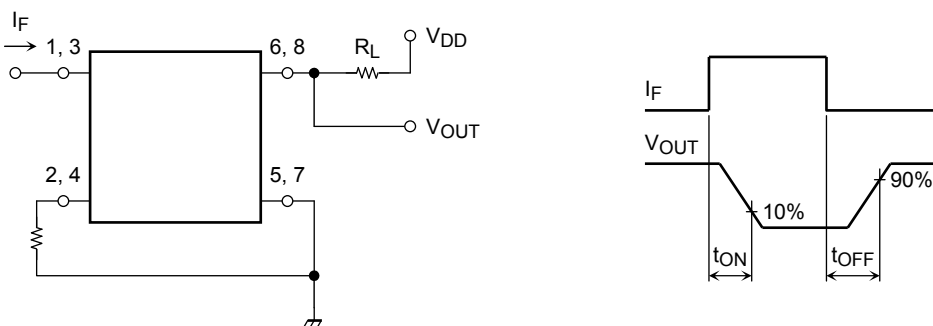 IF
1, 3
6, 8
RL
VDD
VOUT
2, 4
5, 7
IF
VOUT
10%
90%
tON
tOFF